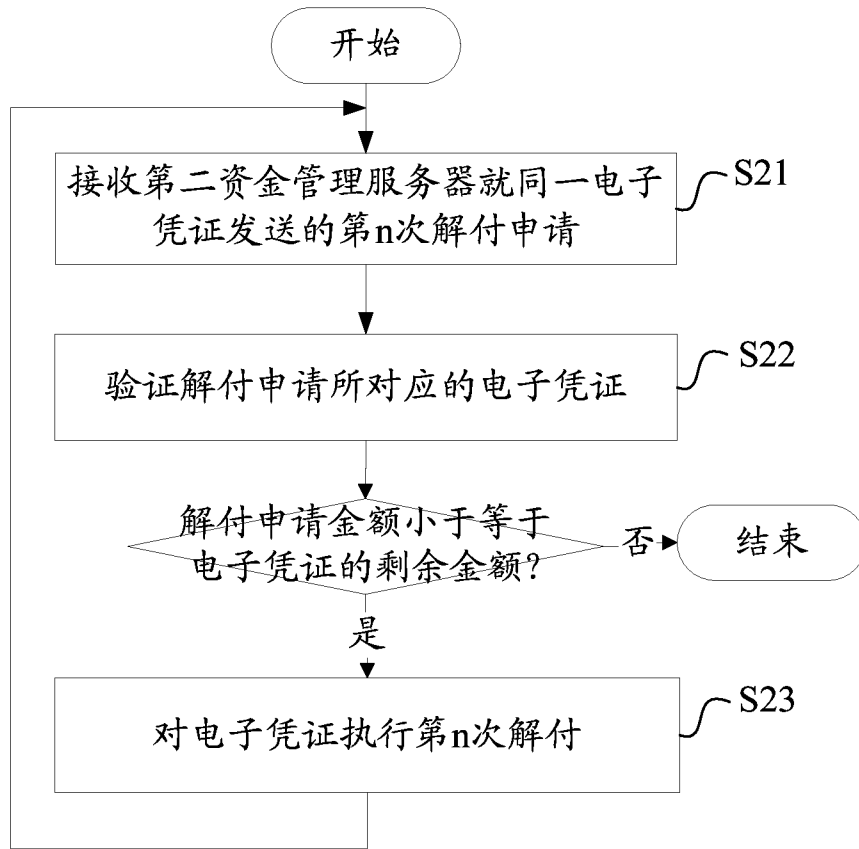 开始
接收第二资金管理服务器就同一电子
凭证发送的第n次解付申请
S21
验证解付申请所对应的电子凭证
S22
解付申请金额小于等于
电子凭证的剩余金额?
否
结束
是
对电子凭证执行第n次解付
S23